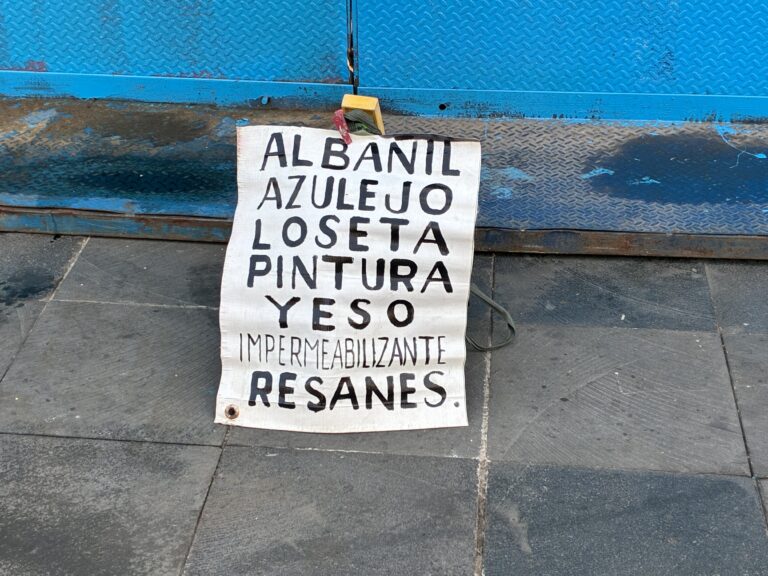 ALBANIL
AZULEJO
LOSETA
PINTURA
YESO
IMPERMEABILIZANTE
RESANES